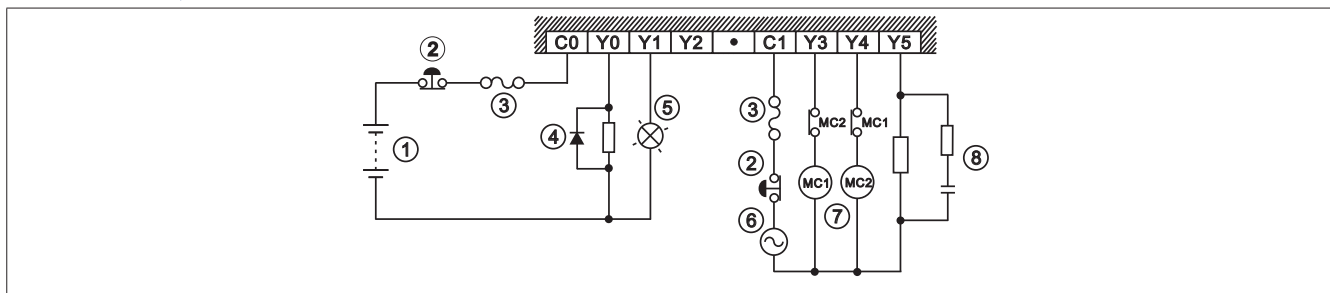 C0 Y0 Y1 Y2 • C1 Y3 Y4 Y5
②
③
④
⑤
①
③
MC2
MC1
②
MC1
MC2
⑧
⑥
⑦